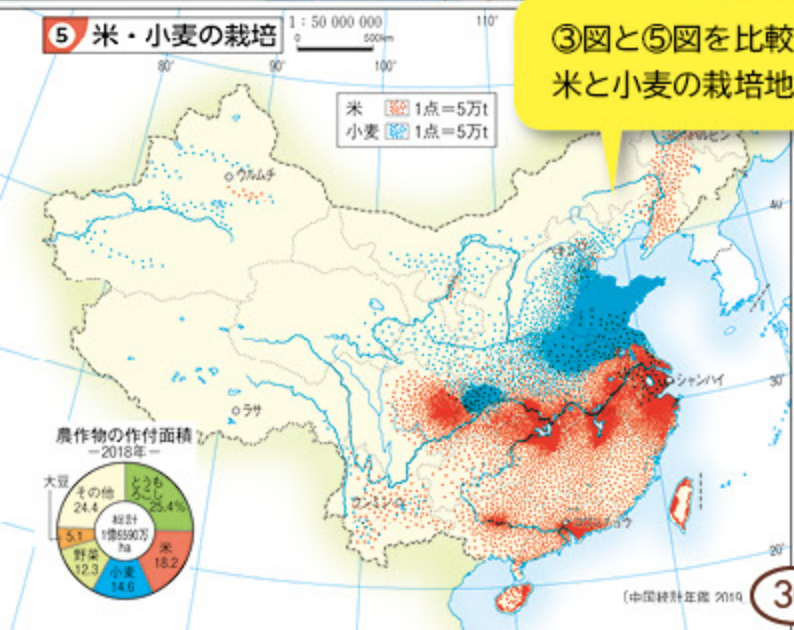 ⑤ 米・小麦の栽培
1:50 000 000
0 500km
80°
90°
100°
110°
③図と⑤図を比較
米と小麦の栽培地
米 1点=5万t
小麦 1点=5万t
ウルムチ
40
シャンハイ
30°
ラサ
20°
農作物の作付面積
―2018年―
大豆
5.1
その他
24.4
とうもろこし
25.4%
総計
1億6590万
ha
米
18.2
小麦
14.6
野菜
12.3
〔中国統計年鑑 2019
3